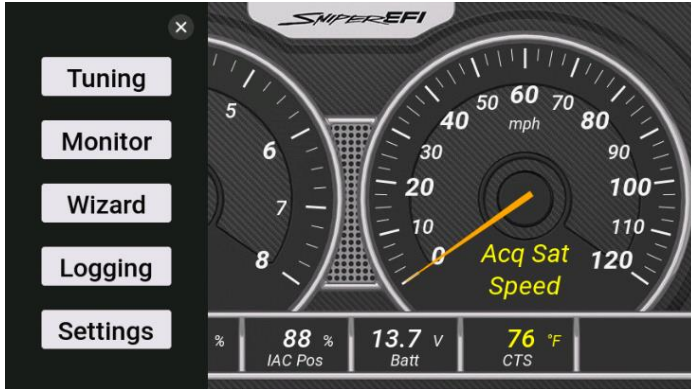 SNIPER EFI
×
Tuning
Monitor
Wizard
Logging
Settings
5
6
7
8
0
10
20
30
40
50
60
70
80
90
100
110
120
mph
Acq Sat
Speed
%
88 %
IAC Pos
13.7 V
Batt
76 °F
CTS